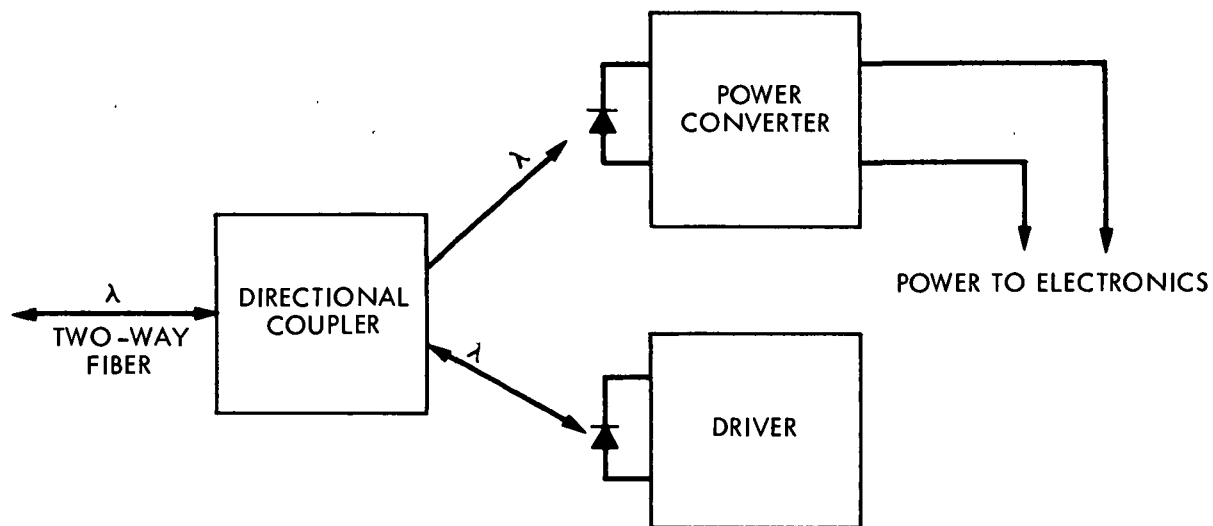 POWER
CONVERTER
λ
POWER TO ELECTRONICS
DIRECTIONAL
COUPLER
λ
TWO-WAY
FIBER
λ
DRIVER